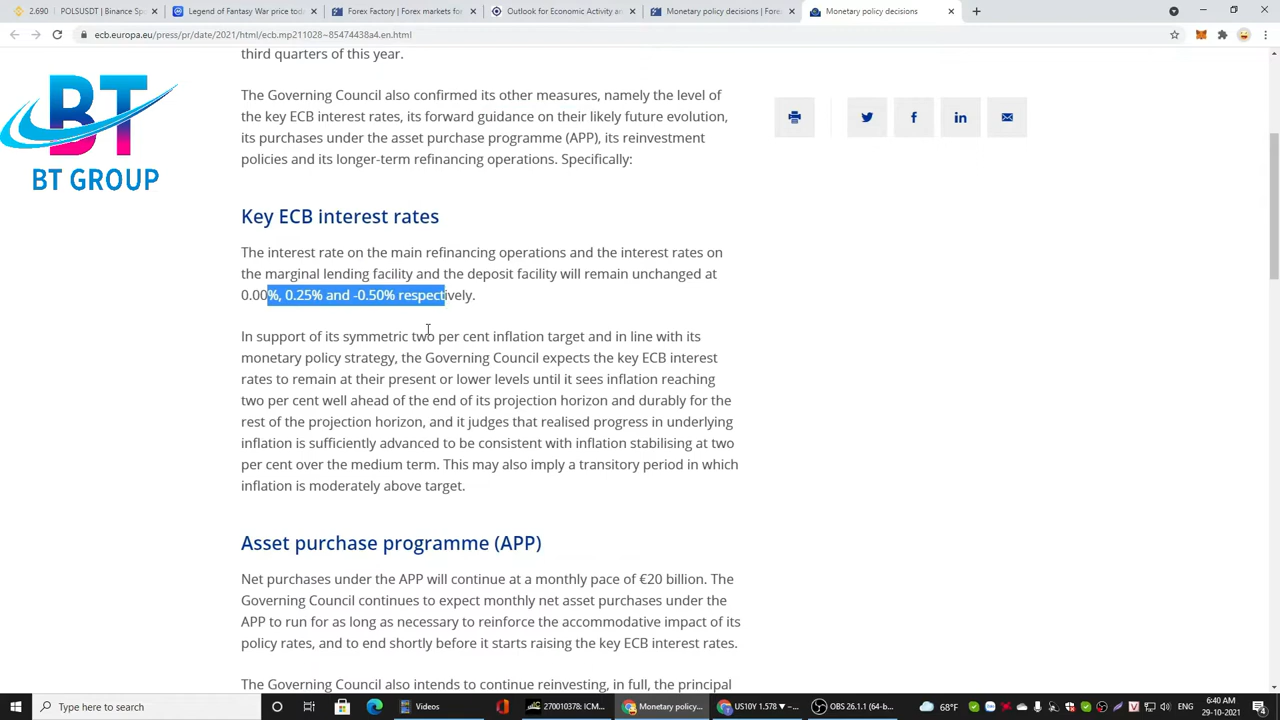 2.690 | POLSUSDT | Binance Sp
Legend of Fantasy War price toda
Forex Factory | Forex markets for
Outlook for Economic Activity an
Monetary policy decisions | Forex
Monetary policy decisions
ecb.europa.eu/press/pr/date/2021/html/ecb.mp211028~85474438a4.en.html
third quarters of this year.
BT
BT GROUP
The Governing Council also confirmed its other measures, namely the level of
the key ECB interest rates, its forward guidance on their likely future evolution,
its purchases under the asset purchase programme (APP), its reinvestment
policies and its longer-term refinancing operations. Specifically:
Key ECB interest rates
The interest rate on the main refinancing operations and the interest rates on
the marginal lending facility and the deposit facility will remain unchanged at
0.00%, 0.25% and -0.50% respectively.
In support of its symmetric two per cent inflation target and in line with its
monetary policy strategy, the Governing Council expects the key ECB interest
rates to remain at their present or lower levels until it sees inflation reaching
two per cent well ahead of the end of its projection horizon and durably for the
rest of the projection horizon, and it judges that realised progress in underlying
inflation is sufficiently advanced to be consistent with inflation stabilising at two
per cent over the medium term. This may also imply a transitory period in which
inflation is moderately above target.
Asset purchase programme (APP)
Net purchases under the APP will continue at a monthly pace of €20 billion. The
Governing Council continues to expect monthly net asset purchases under the
APP to run for as long as necessary to reinforce the accommodative impact of its
policy rates, and to end shortly before it starts raising the key ECB interest rates.
The Governing Council also intends to continue reinvesting, in full, the principal
Type here to search
Videos
270010378: ICM...
Monetary policy...
US10Y 1.578 ▼ −...
OBS 26.1.1 (64-b...
68°F
ENG
6:40 AM
29-10-2021